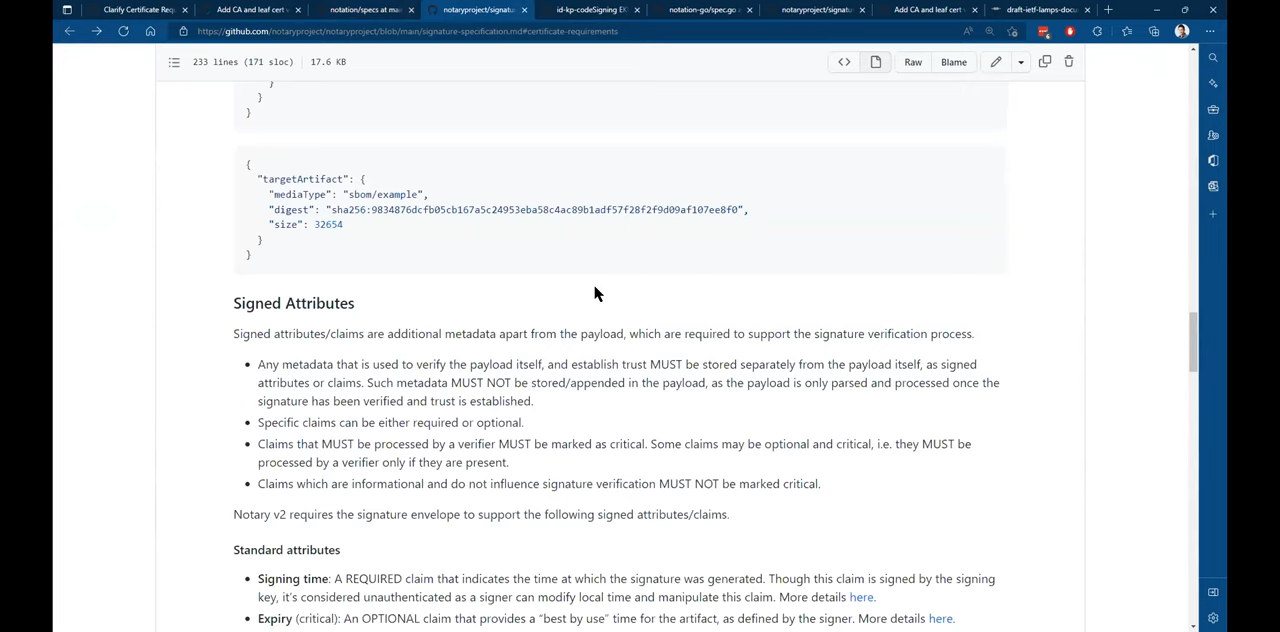 Clarify Certificate Req
Add CA and leaf cert v
notation/specs at mai
notaryproject/signatu
id-kp-codeSigning EK
notation-go/spec.go a
notaryproject/signatu
Add CA and leaf cert v
draft-ietf-lamps-docu
https://github.com/notaryproject/notaryproject/blob/main/signature-specification.md#certificate-requirements
233 lines (171 sloc) 17.6 KB
Raw Blame
}
}
}
{
"targetArtifact": {
"mediaType": "sbom/example",
"digest": "sha256:9834876dcfb05cb167a5c24953eba58c4ac89b1adf57f28f2f9d09af107ee8f0",
"size": 32654
}
}
Signed Attributes
Signed attributes/claims are additional metadata apart from the payload, which are required to support the signature verification process.
• Any metadata that is used to verify the payload itself, and establish trust MUST be stored separately from the payload itself, as signed
attributes or claims. Such metadata MUST NOT be stored/appended in the payload, as the payload is only parsed and processed once the
signature has been verified and trust is established.
• Specific claims can be either required or optional.
• Claims that MUST be processed by a verifier MUST be marked as critical. Some claims may be optional and critical, i.e. they MUST be
processed by a verifier only if they are present.
• Claims which are informational and do not influence signature verification MUST NOT be marked critical.
Notary v2 requires the signature envelope to support the following signed attributes/claims.
Standard attributes
• Signing time: A REQUIRED claim that indicates the time at which the signature was generated. Though this claim is signed by the signing
key, it's considered unauthenticated as a signer can modify local time and manipulate this claim. More details here.
• Expiry (critical): An OPTIONAL claim that provides a "best by use" time for the artifact, as defined by the signer. More details here.